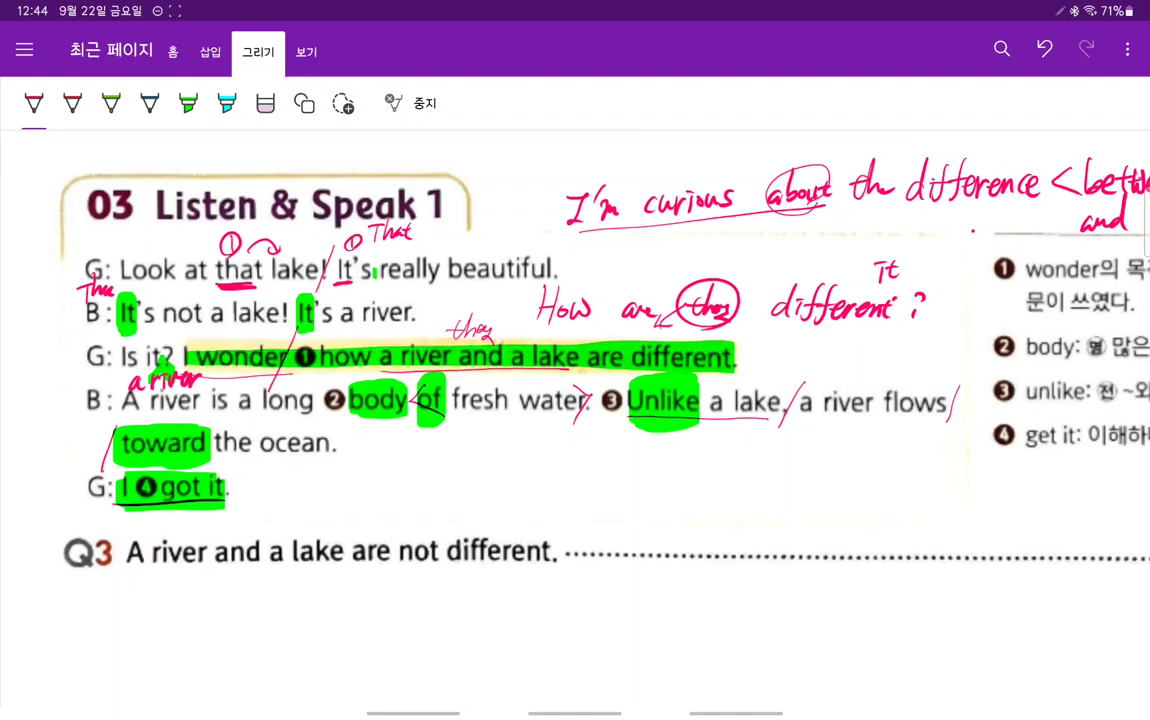 12:44 9월 22일 금요일 71%
최근 페이지 홈 삽입 그리기 보기
중지
03 Listen & Speak 1
I'm curious about the difference < betw
and
① ① That
G: Look at that lake! It's really beautiful.
it
B: It's not a lake! It's a river.
How are they different?
they
G: Is it? I wonder ❶ how a river and a lake are different.
a river
B: A river is a long ❷ body of fresh water. ❸ Unlike a lake, a river flows
toward the ocean.
G: I ❹ got it.
❶ wonder의 목
문이 쓰였다.
❷ body: 명 많은
❸ unlike: 전 ~와
❹ get it: 이해하
Q3 A river and a lake are not different.